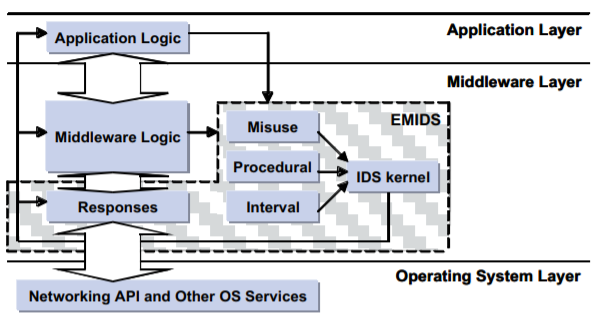 Application Layer
Application Logic
Middleware Layer
EMIDS
Misuse
Middleware Logic
Procedural
IDS kernel
Responses
Interval
Operating System Layer
Networking API and Other OS Services